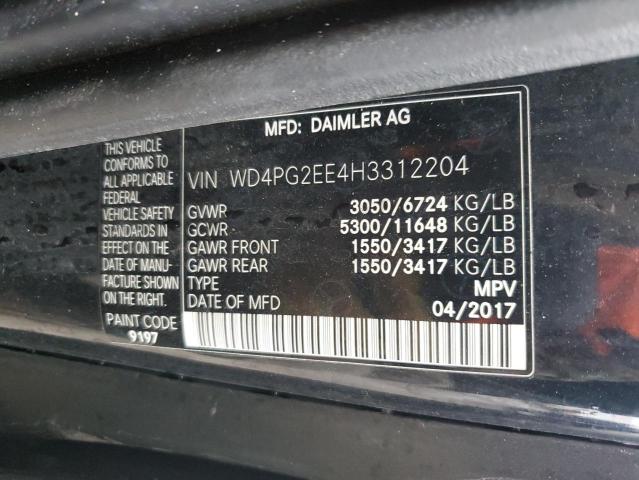 MFD: DAIMLER AG
THIS VEHICLE
CONFORMS TO
ALL APPLICABLE
FEDERAL
VEHICLE SAFETY
STANDARDS IN
EFFECT ON THE
DATE OF MANU-
FACTURE SHOWN
ON THE RIGHT.
PAINT CODE
9197
VIN WD4PG2EE4H3312204
GVWR 3050/6724 KG/LB
GCWR 5300/11648 KG/LB
GAWR FRONT 1550/3417 KG/LB
GAWR REAR 1550/3417 KG/LB
TYPE MPV
DATE OF MFD 04/2017